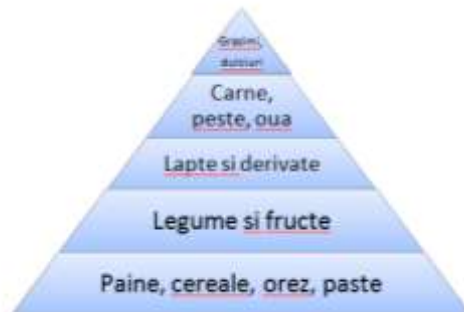 Grasimi,
dulciuri
Carne,
peste, oua
Lapte si derivate
Legume si fructe
Paine, cereale, orez, paste